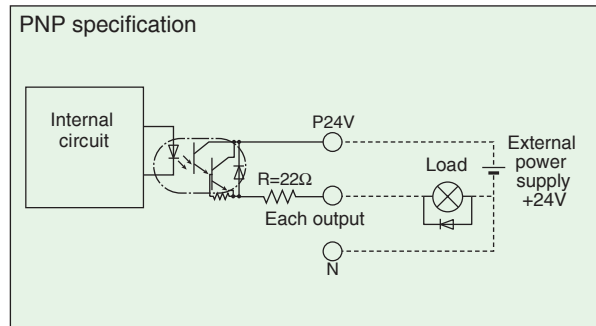 PNP specification
Internal
circuit
P24V
R=22Ω
Each output
N
Load
External
power
supply
+24V